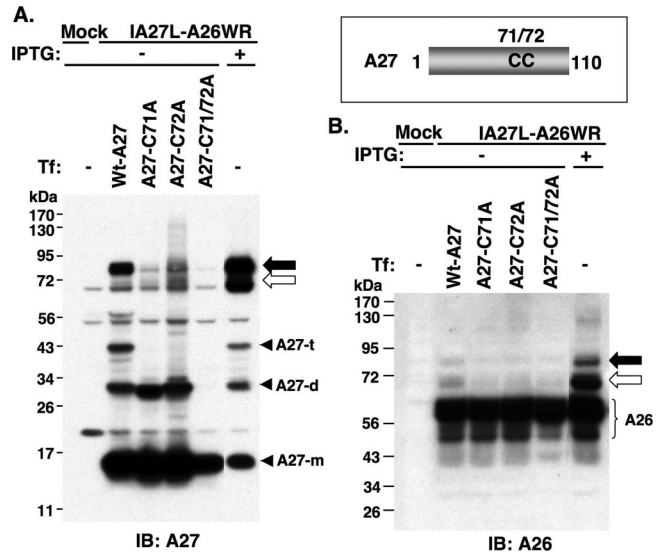 A.
Mock IA27L-A26WR
IPTG: - +
Tf: - Wt-A27 A27-C71A A27-C72A A27-C71/72A -
kDa
170
130
95
72
56
43
34
26
17
11
A27-t
A27-d
A27-m
IB: A27
71/72
A27 1 CC 110
B.
Mock IA27L-A26WR
IPTG: - +
Tf: - Wt-A27 A27-C71A A27-C72A A27-C71/72A -
kDa
170
130
95
72
56
43
34
26
A26
IB: A26